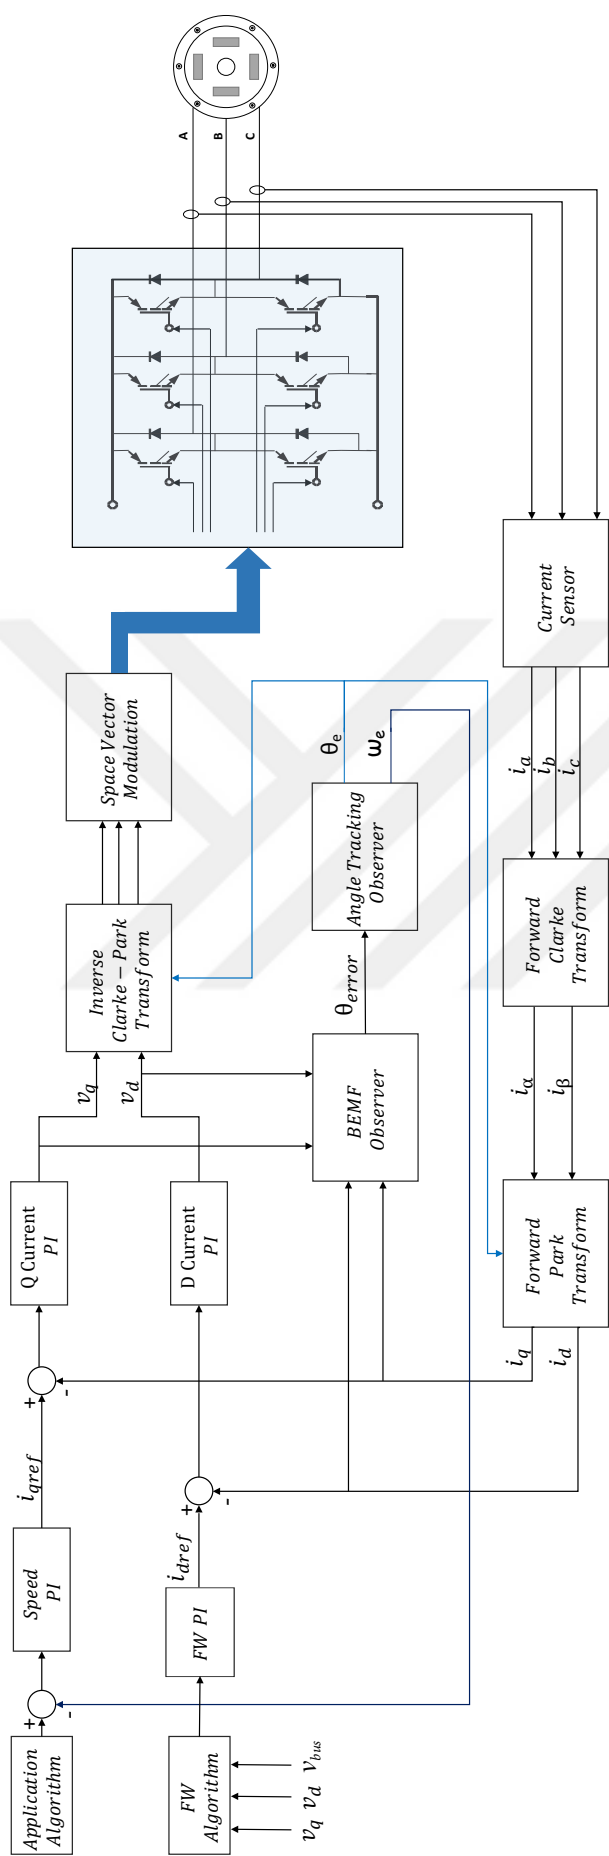 Application
Algorithm
+
-
Speed
PI
iqref
+
-
Q Current
PI
vq
FW
Algorithm
vq
vd
vbus
FW PI
idref
+
-
D Current
PI
vd
Inverse
Clarke − Park
Transform
Space Vector
Modulation
BEMF
Observer
θerror
Angle Tracking
Observer
θe
ωe
A
B
C
iq
id
Forward
Park
Transform
iα
iβ
Forward
Clarke
Transform
ia
ib
ic
Current
Sensor